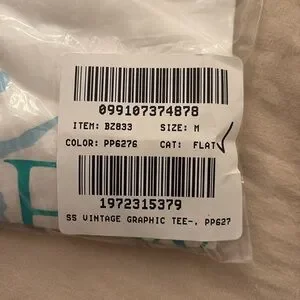 099107374878
ITEM: BZ833 SIZE: M
COLOR: PP6276 CAT: FLAT
1972315379
SS VINTAGE GRAPHIC TEE-, PP627